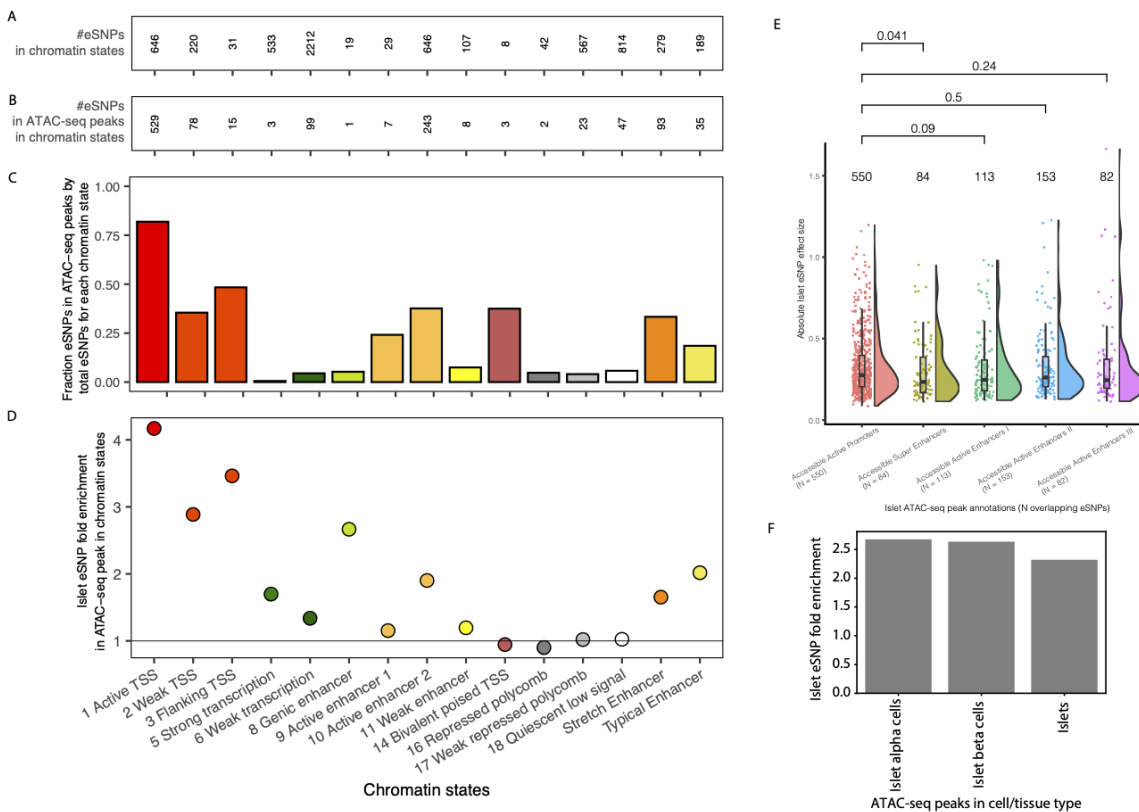 A
#eSNPs
in chromatin states
646 220 31 533 2212 19 29 646 107 8 42 567 814 279 189
B
#eSNPs
in ATAC-seq peaks
in chromatin states
529 78 15 3 99 1 7 243 8 3 2 23 47 93 35
C
Fraction eSNPs in ATAC−seq peaks by
total eSNPs for each chromatin state
1.00
0.75
0.50
0.25
0.00
D
Islet eSNP fold enrichment
in ATAC−seq peak in chromatin states
4
3
2
1
1 Active TSS
2 Weak TSS
3 Flanking TSS
5 Strong transcription
6 Weak transcription
8 Genic enhancer
9 Active enhancer 1
10 Active enhancer 2
11 Weak enhancer
14 Bivalent poised TSS
16 Repressed polycomb
17 Weak repressed polycomb
18 Quiescent low signal
Stretch Enhancer
Typical Enhancer
Chromatin states
E
0.041
0.24
0.5
0.09
550 84 113 153 82
Absolute Islet eSNP effect size
1.5
1.0
0.5
0.0
Accessible Active Promoters
(N = 550)
Accessible Super Enhancers
(N = 84)
Accessible Active Enhancers I
(N = 113)
Accessible Active Enhancers II
(N = 153)
Accessible Active Enhancers III
(N = 82)
Islet ATAC-seq peak annotations (N overlapping eSNPs)
F
Islet eSNP fold enrichment
2.5
2.0
1.5
1.0
0.5
0.0
Islet alpha cells
Islet beta cells
Islets
ATAC-seq peaks in cell/tissue type